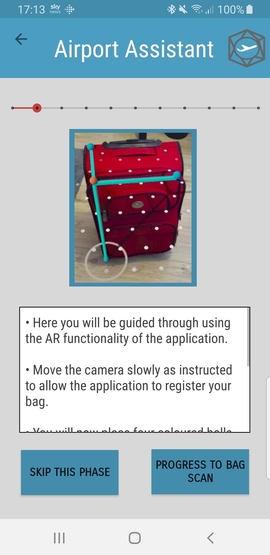 17:13 sky news 100%
Airport Assistant
• Here you will be guided through using
the AR functionality of the application.
• Move the camera slowly as instructed
to allow the application to register your
bag.
• You will now place four coloured balls
SKIP THIS PHASE
PROGRESS TO BAG
SCAN